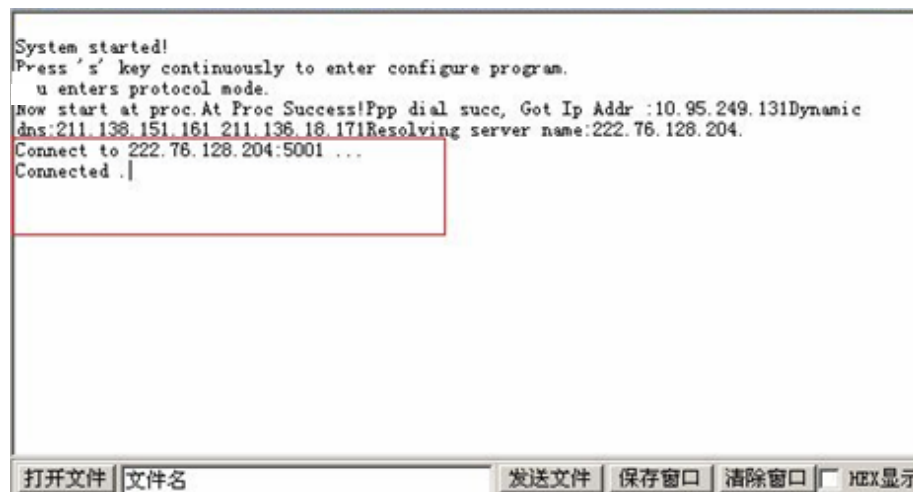 System started!
Press 's' key continuously to enter configure program.
u enters protocol mode.
Now start at proc.At Proc Success!Ppp dial succ, Got Ip Addr :10.95.249.131Dynamic
dns:211.138.151.161 211.136.18.171Resolving server name:222.76.128.204.
Connect to 222.76.128.204:5001 ...
Connected .
打开文件 文件名 发送文件 保存窗口 清除窗口 HEX显示